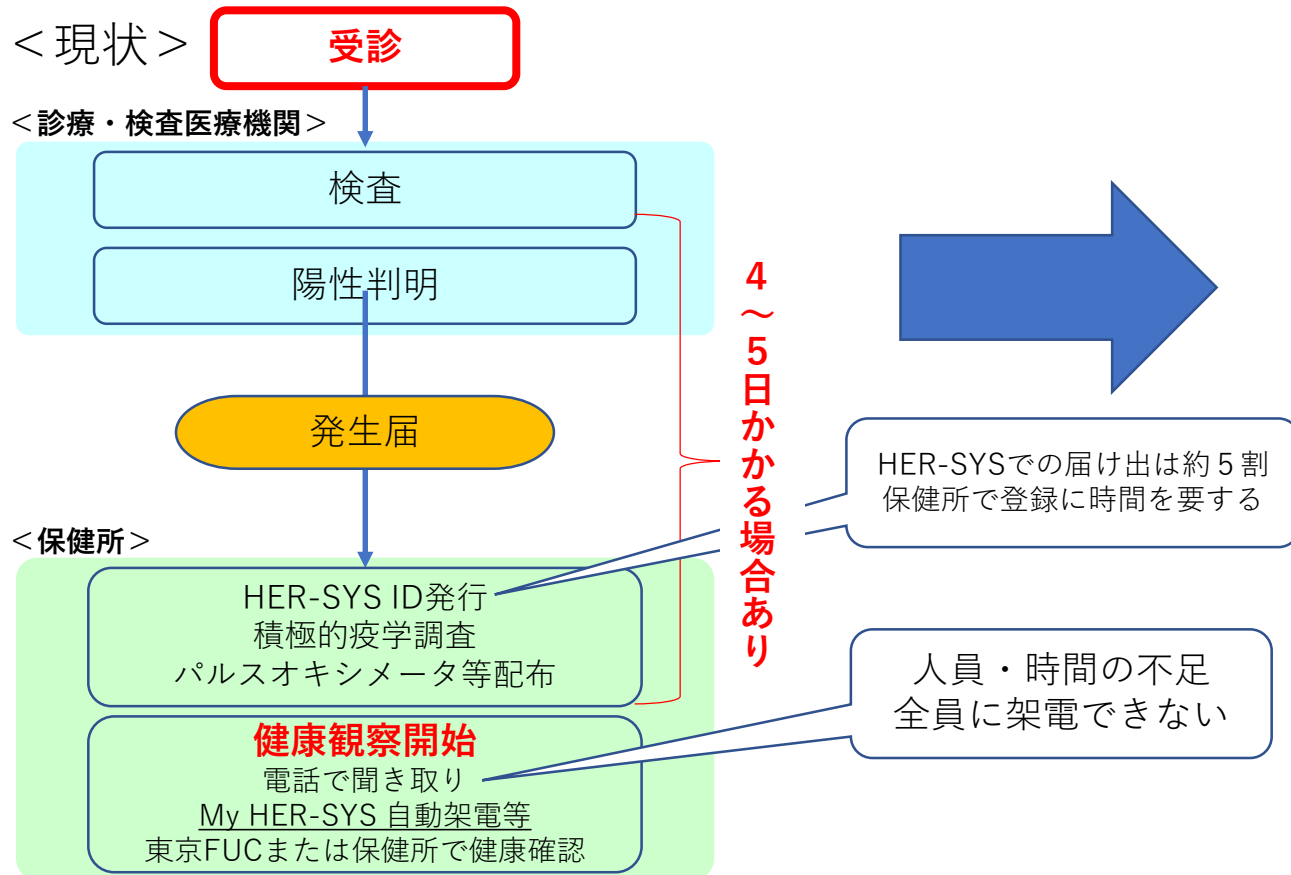 ＜現状＞
受診
＜診療・検査医療機関＞
検査
陽性判明
発生届
4～5日かかる場合あり
HER-SYSでの届け出は約５割
保健所で登録に時間を要する
＜保健所＞
HER-SYS ID発行
積極的疫学調査
パルスオキシメータ等配布
人員・時間の不足
全員に架電できない
健康観察開始
電話で聞き取り
My HER-SYS 自動架電等
東京FUCまたは保健所で健康確認